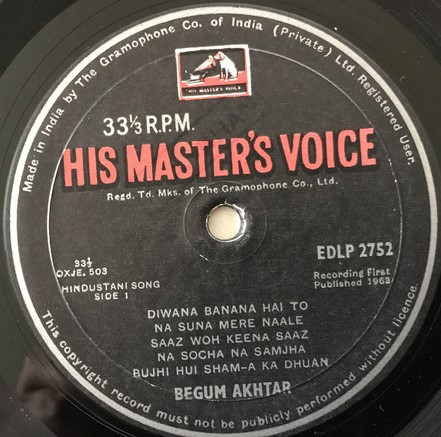 Made in India by The Gramophone Co. of India (Private) Ltd. Registered User.
"HIS MASTER'S VOICE"
33⅓ R.P.M.
HIS MASTER'S VOICE
Regd. Td. Mks. of The Gramophone Co., Ltd.
33⅓
OXJE. 503
HINDUSTANI SONG
SIDE 1
EDLP 2752
Recording First
Published 1963
DIWANA BANANA HAI TO
NA SUNA MERE NAALE
SAAZ WOH KEENA SAAZ
NA SOCHA NA SAMJHA
BUJHI HUI SHAM-A KA DHUAN
BEGUM AKHTAR
This copyright record must not be publicly performed without licence.